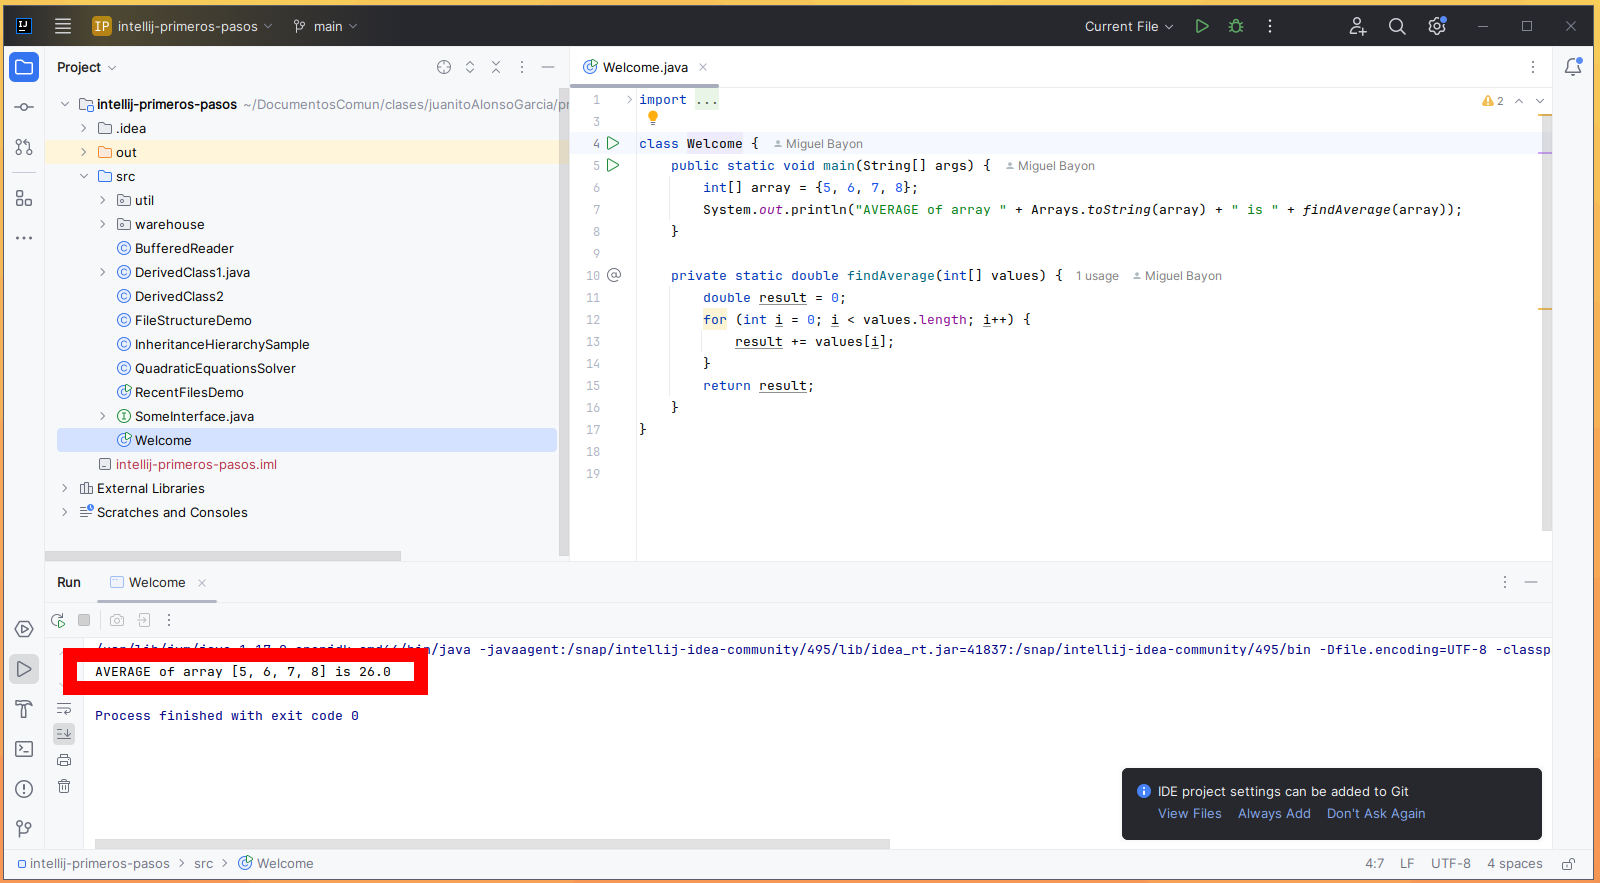 IJ
IP intellij-primeros-pasos main
Current File
Project
intellij-primeros-pasos ~/DocumentosComun/clases/juanitoAlonsoGarcia/pr
.idea
out
src
util
warehouse
BufferedReader
DerivedClass1.java
DerivedClass2
FileStructureDemo
InheritanceHierarchySample
QuadraticEquationsSolver
RecentFilesDemo
SomeInterface.java
Welcome
intellij-primeros-pasos.iml
External Libraries
Scratches and Consoles
Welcome.java
2
1 import ...
3
4 class Welcome { Miguel Bayon
5 public static void main(String[] args) { Miguel Bayon
6 int[] array = {5, 6, 7, 8};
7 System.out.println("AVERAGE of array " + Arrays.toString(array) + " is " + findAverage(array));
8 }
9
10 private static double findAverage(int[] values) { 1 usage Miguel Bayon
11 double result = 0;
12 for (int i = 0; i < values.length; i++) {
13 result += values[i];
14 }
15 return result;
16 }
17 }
18
19
Run Welcome
/bin/java -javaagent:/snap/intellij-idea-community/495/lib/idea_rt.jar=41837:/snap/intellij-idea-community/495/bin -Dfile.encoding=UTF-8 -classp
AVERAGE of array [5, 6, 7, 8] is 26.0
Process finished with exit code 0
IDE project settings can be added to Git
View Files Always Add Don't Ask Again
intellij-primeros-pasos src Welcome
4:7 LF UTF-8 4 spaces